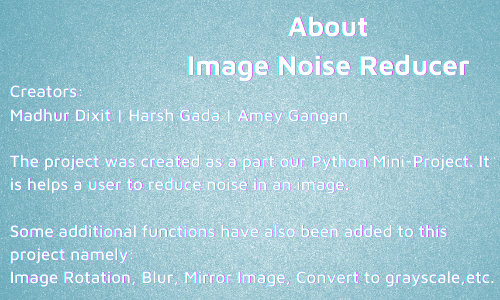 About
Image Noise Reducer
Creators:
Madhur Dixit | Harsh Gada | Amey Gangan
The project was created as a part our Python Mini-Project. It
is helps a user to reduce noise in an image.
Some additional functions have also been added to this
project namely:
Image Rotation, Blur, Mirror Image, Convert to grayscale,etc.